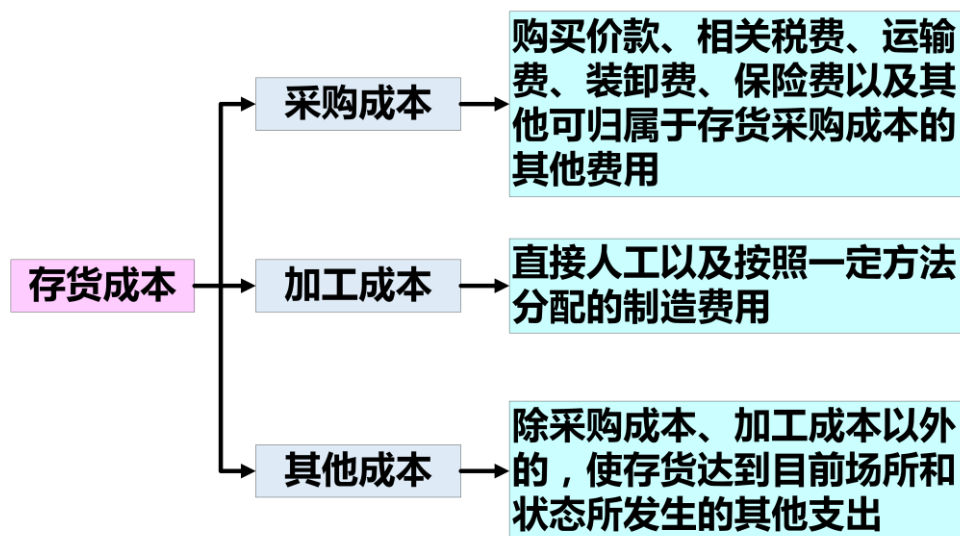 存货成本
采购成本
购买价款、相关税费、运输
费、装卸费、保险费以及其
他可归属于存货采购成本的
其他费用
加工成本
直接人工以及按照一定方法
分配的制造费用
其他成本
除采购成本、加工成本以外
的，使存货达到目前场所和
状态所发生的其他支出